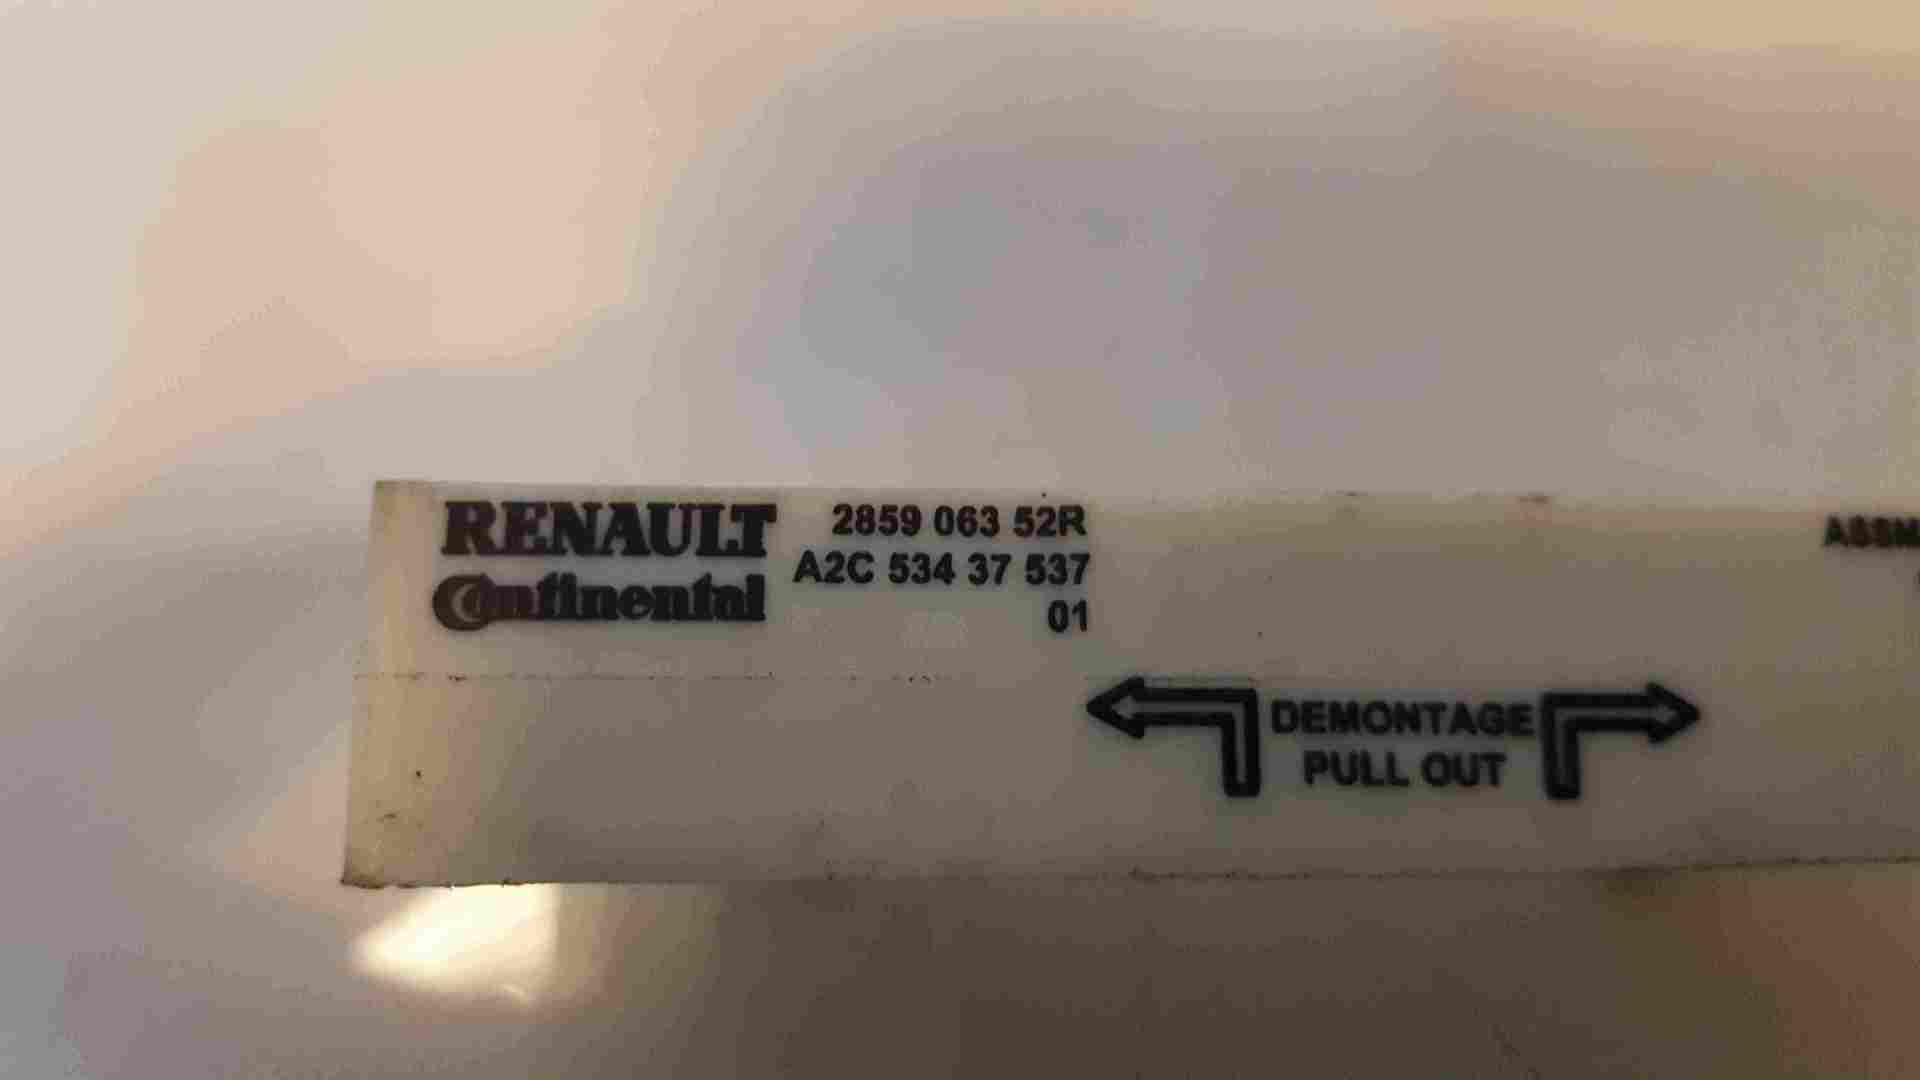 RENAULT 2859 063 52R
Continental A2C 534 37 537
01
DEMONTAGE
PULL OUT